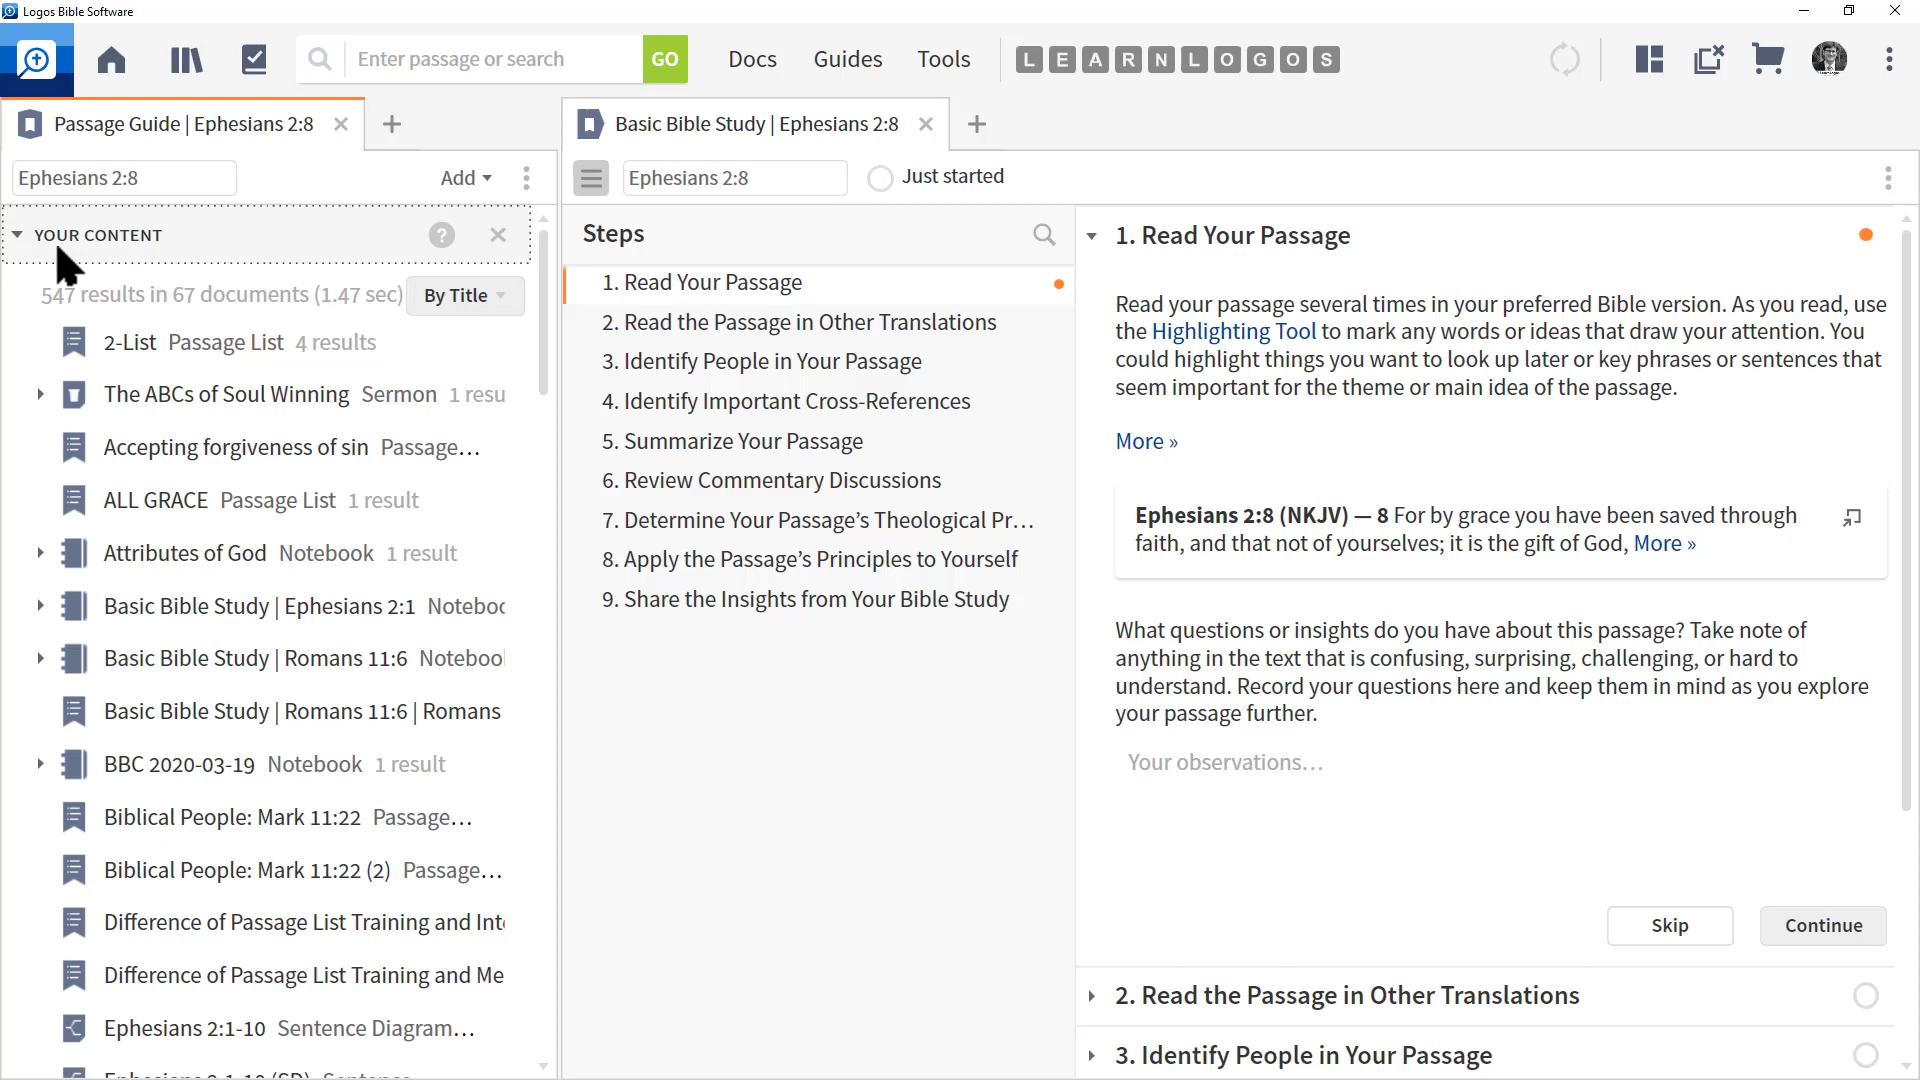 Logos Bible Software
Enter passage or search
GO
Docs
Guides
Tools
LEARNLOGOS
Passage Guide | Ephesians 2:8
Basic Bible Study | Ephesians 2:8
Ephesians 2:8
Add
YOUR CONTENT
?
547 results in 67 documents (1.47 sec)
By Title
2-List Passage List 4 results
The ABCs of Soul Winning Sermon 1 resu
Accepting forgiveness of sin Passage…
ALL GRACE Passage List 1 result
Attributes of God Notebook 1 result
Basic Bible Study | Ephesians 2:1 Noteboo
Basic Bible Study | Romans 11:6 Notebool
Basic Bible Study | Romans 11:6 | Romans
BBC 2020-03-19 Notebook 1 result
Biblical People: Mark 11:22 Passage…
Biblical People: Mark 11:22 (2) Passage…
Difference of Passage List Training and Int
Difference of Passage List Training and Me
Ephesians 2:1-10 Sentence Diagram…
Ephesians 2:8
Just started
Steps
1. Read Your Passage
2. Read the Passage in Other Translations
3. Identify People in Your Passage
4. Identify Important Cross-References
5. Summarize Your Passage
6. Review Commentary Discussions
7. Determine Your Passage’s Theological Pr…
8. Apply the Passage’s Principles to Yourself
9. Share the Insights from Your Bible Study
1. Read Your Passage
Read your passage several times in your preferred Bible version. As you read, use
the Highlighting Tool to mark any words or ideas that draw your attention. You
could highlight things you want to look up later or key phrases or sentences that
seem important for the theme or main idea of the passage.
More »
Ephesians 2:8 (NKJV) — 8 For by grace you have been saved through
faith, and that not of yourselves; it is the gift of God, More »
What questions or insights do you have about this passage? Take note of
anything in the text that is confusing, surprising, challenging, or hard to
understand. Record your questions here and keep them in mind as you explore
your passage further.
Your observations…
Skip
Continue
2. Read the Passage in Other Translations
3. Identify People in Your Passage